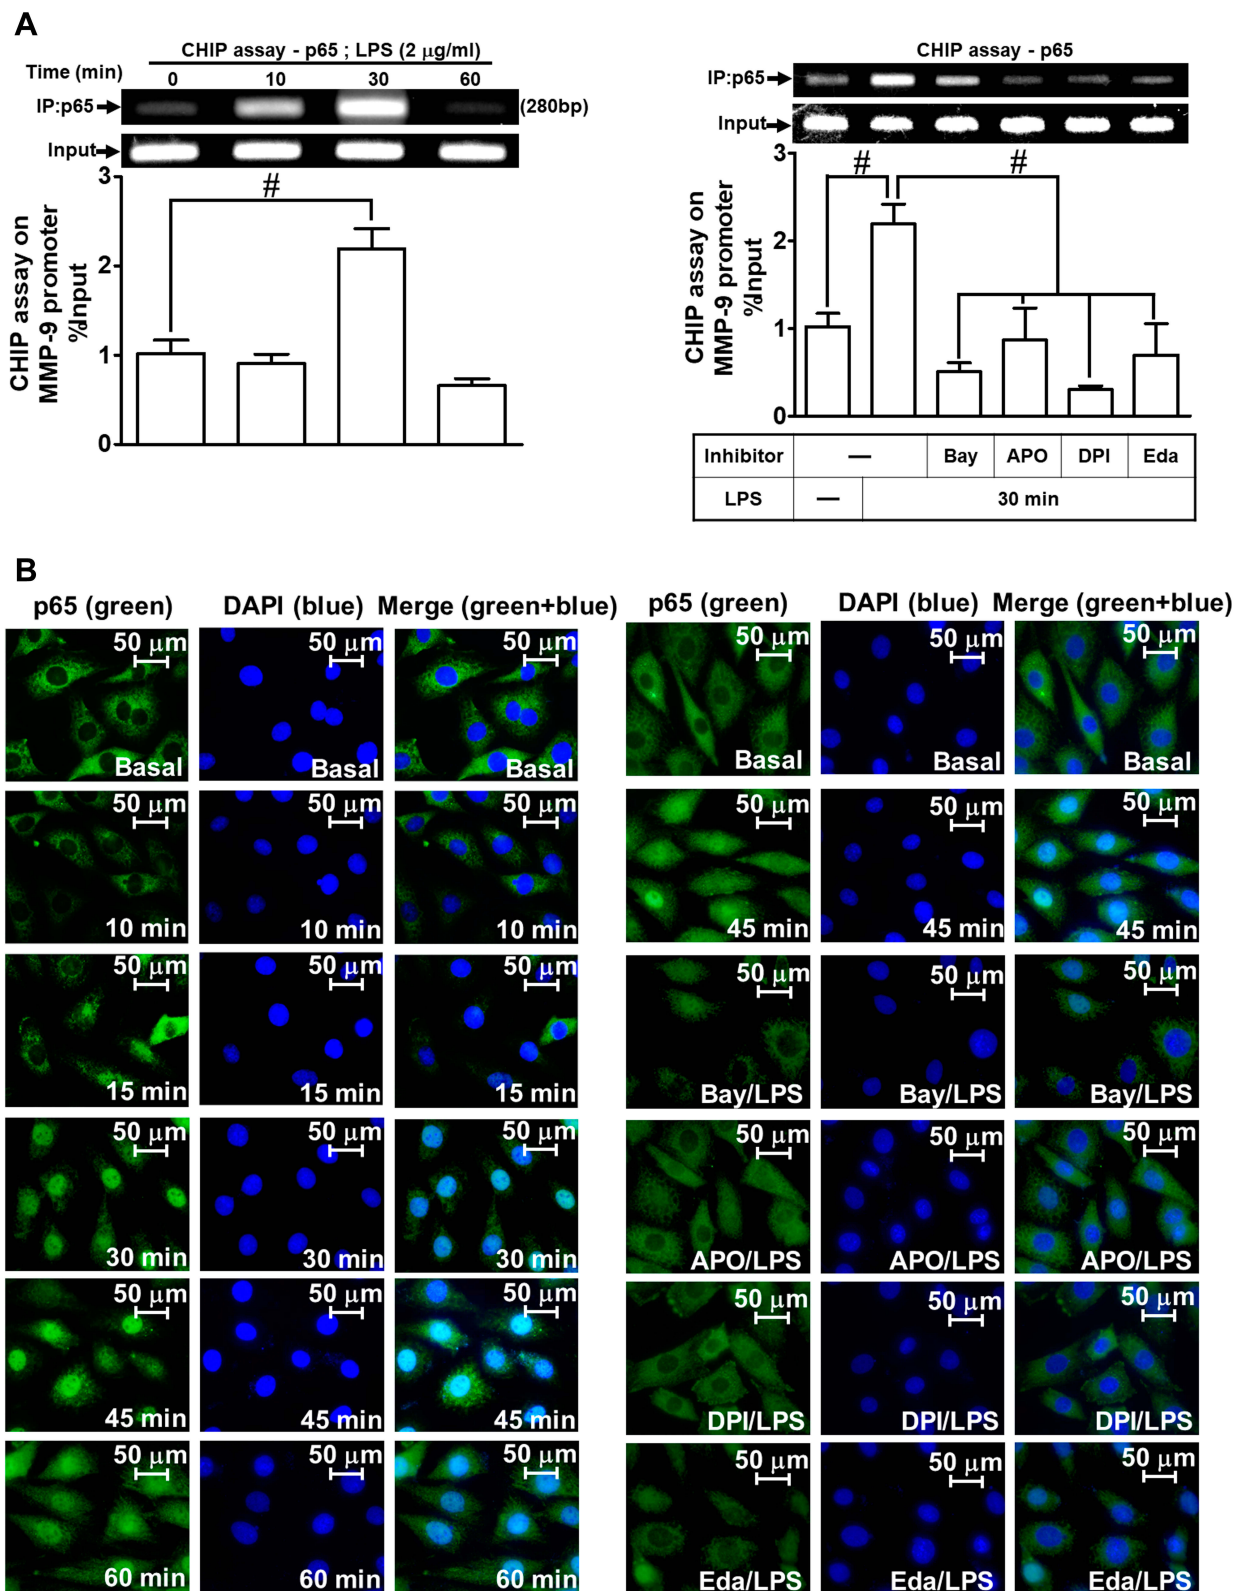 A
CHIP assay - p65 ; LPS (2 μg/ml)
Time (min) 0 10 30 60
IP:p65 (280bp)
Input
3
2
1
0
CHIP assay on
MMP-9 promoter
%Input
#
CHIP assay - p65
IP:p65
Input
3
2
1
0
CHIP assay on
MMP-9 promoter
%Input
# #
Inhibitor — Bay APO DPI Eda
LPS — 30 min
B
p65 (green) DAPI (blue) Merge (green+blue)
50 μm 50 μm 50 μm
Basal Basal Basal
50 μm 50 μm 50 μm
10 min 10 min 10 min
50 μm 50 μm 50 μm
15 min 15 min 15 min
50 μm 50 μm 50 μm
30 min 30 min 30 min
50 μm 50 μm 50 μm
45 min 45 min 45 min
50 μm 50 μm 50 μm
60 min 60 min 60 min
p65 (green) DAPI (blue) Merge (green+blue)
50 μm 50 μm 50 μm
Basal Basal Basal
50 μm 50 μm 50 μm
45 min 45 min 45 min
50 μm 50 μm 50 μm
Bay/LPS Bay/LPS Bay/LPS
50 μm 50 μm 50 μm
APO/LPS APO/LPS APO/LPS
50 μm 50 μm 50 μm
DPI/LPS DPI/LPS DPI/LPS
50 μm 50 μm 50 μm
Eda/LPS Eda/LPS Eda/LPS